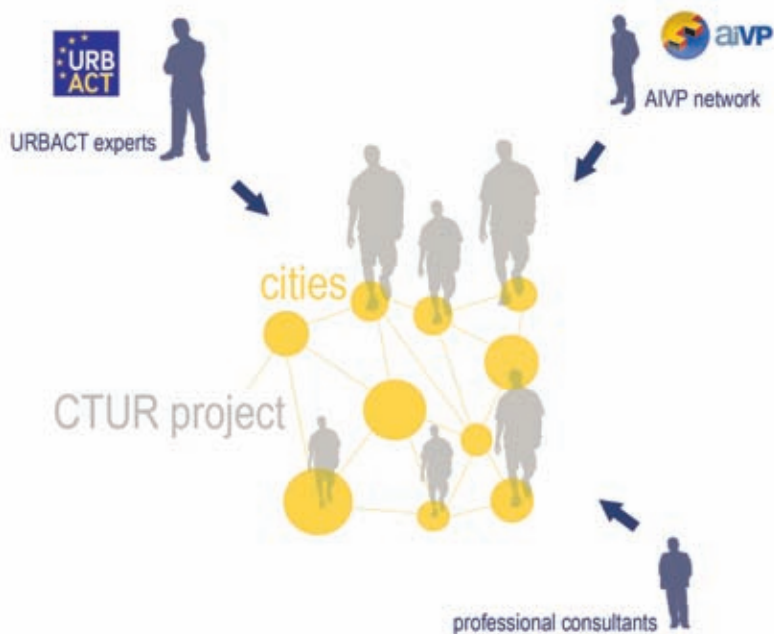 URB
ACT
URBACT experts
aiVP
AIVP network
cities
CTUR project
professional consultants